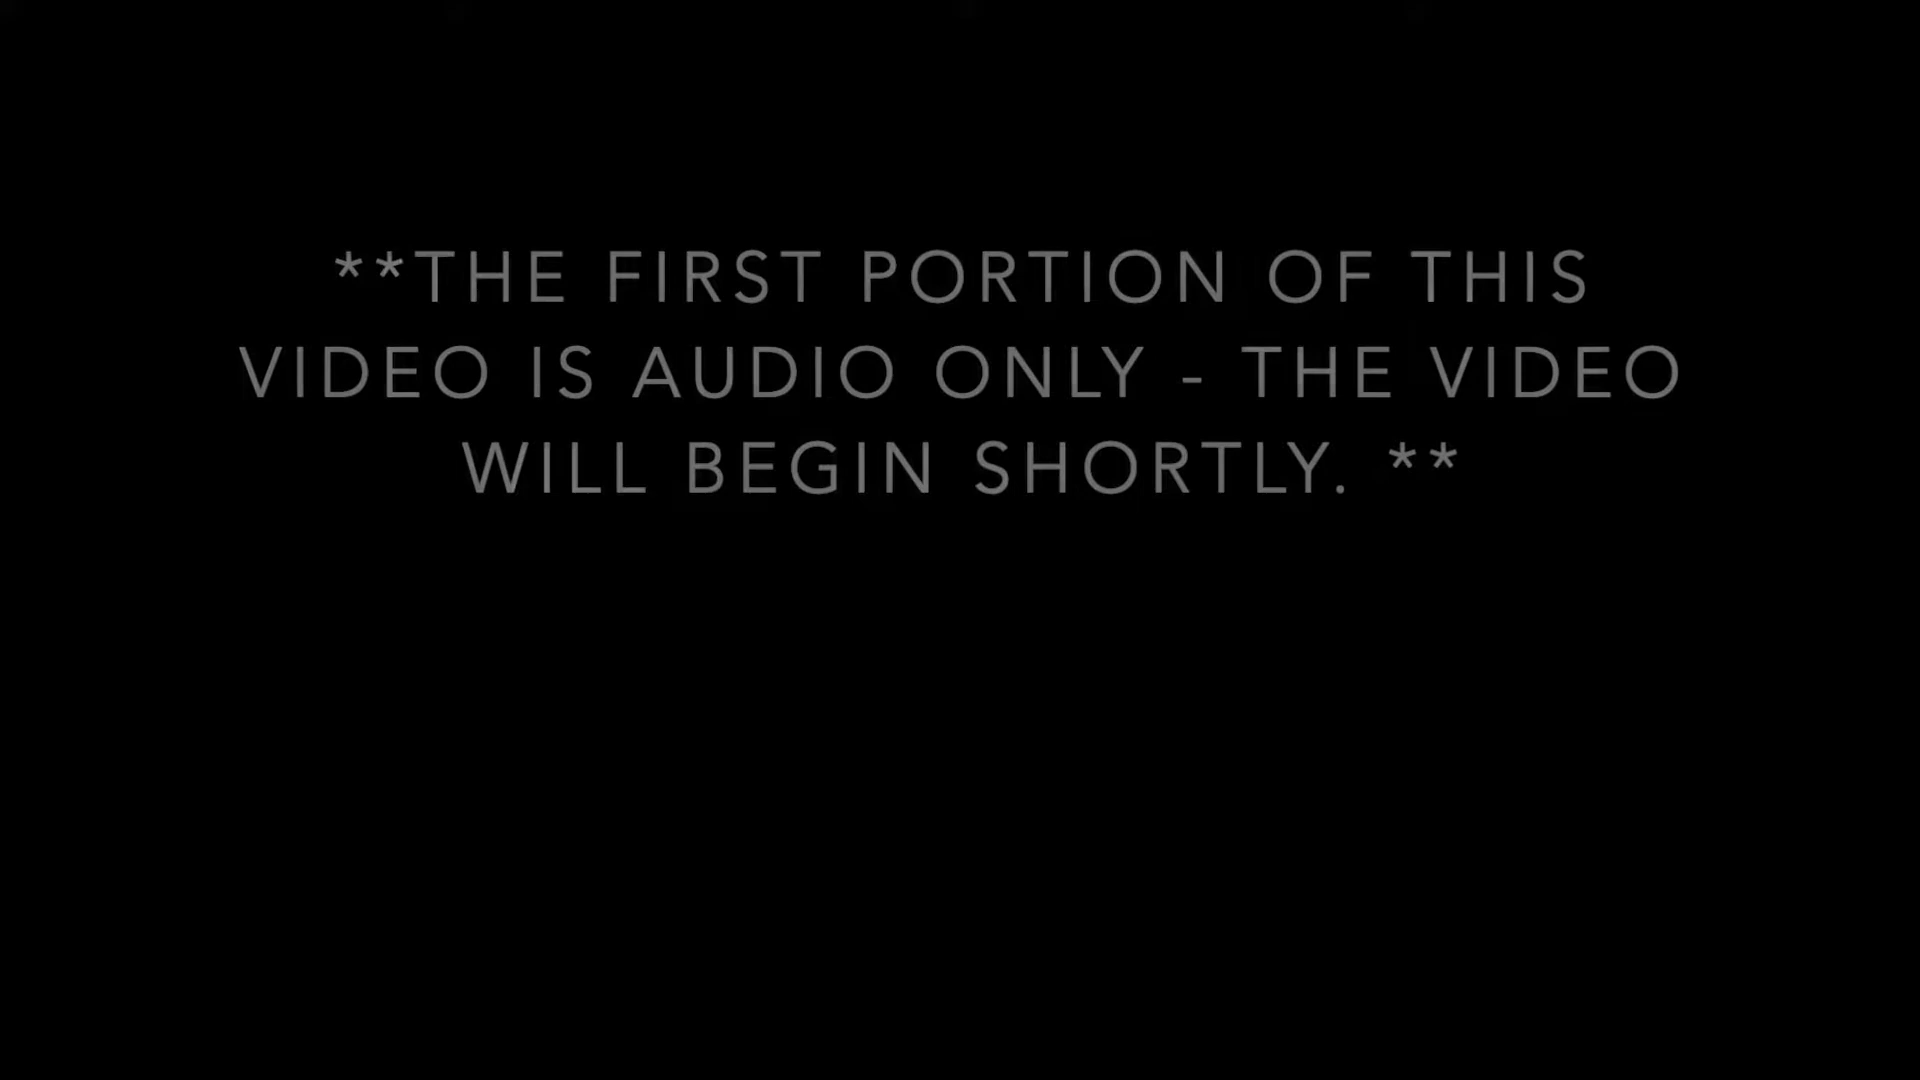 **THE FIRST PORTION OF THIS
VIDEO IS AUDIO ONLY - THE VIDEO
WILL BEGIN SHORTLY. **